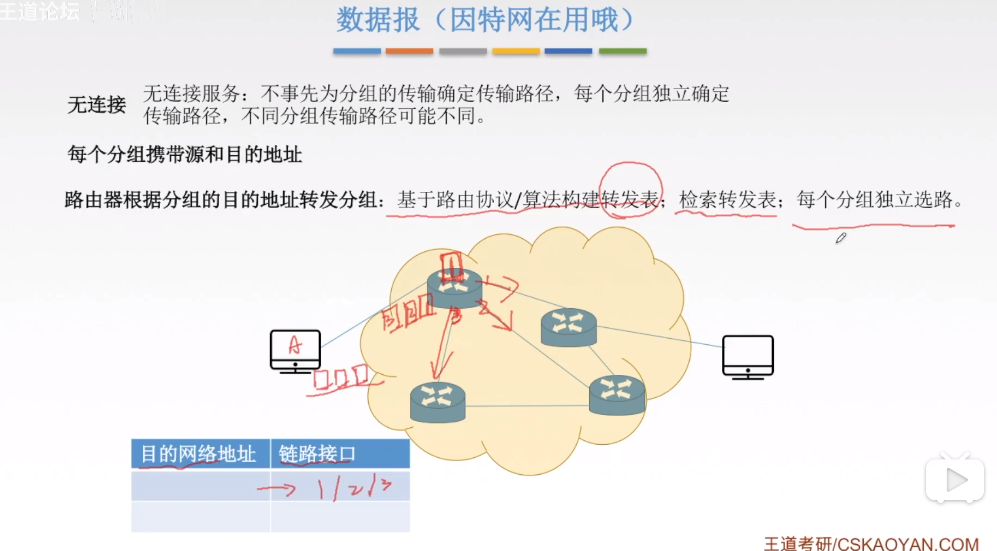 王道论坛
数据报（因特网在用哦）
无连接
无连接服务：不事先为分组的传输确定传输路径，每个分组独立确定
传输路径，不同分组传输路径可能不同。
每个分组携带源和目的地址
路由器根据分组的目的地址转发分组：基于路由协议/算法构建转发表；检索转发表；每个分组独立选路。
1
1
3 2 1
2
3
A
目的网络地址 链路接口
→ 1/2/3
王道考研/CSKAOYAN.COM